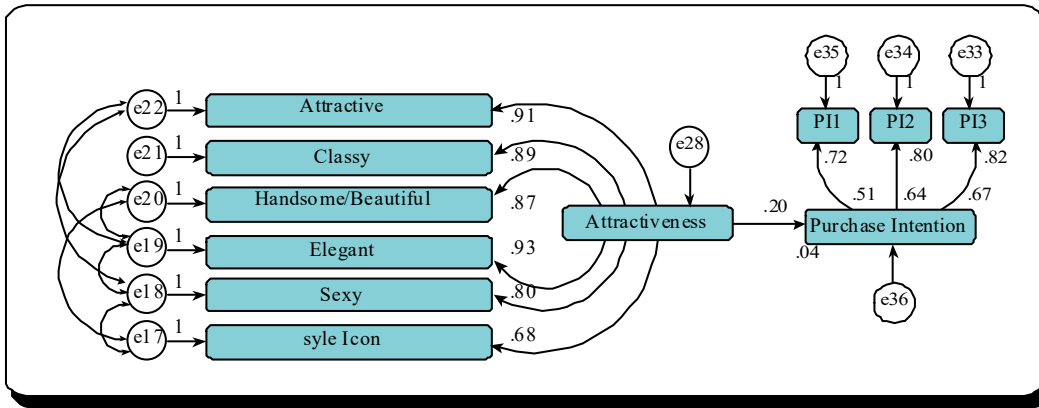 e35 e34 e33
1 1 1
e22 1 Attractive .91
PI1 PI2 PI3
e21 1 Classy .89
e28
.72 .80 .82
e20 1 Handsome/Beautiful .87
.51 .64 .67
Attractiveness .20 Purchase Intention
e19 1 Elegant .93
.04
e18 1 Sexy .80
e36
e17 1 syle Icon .68